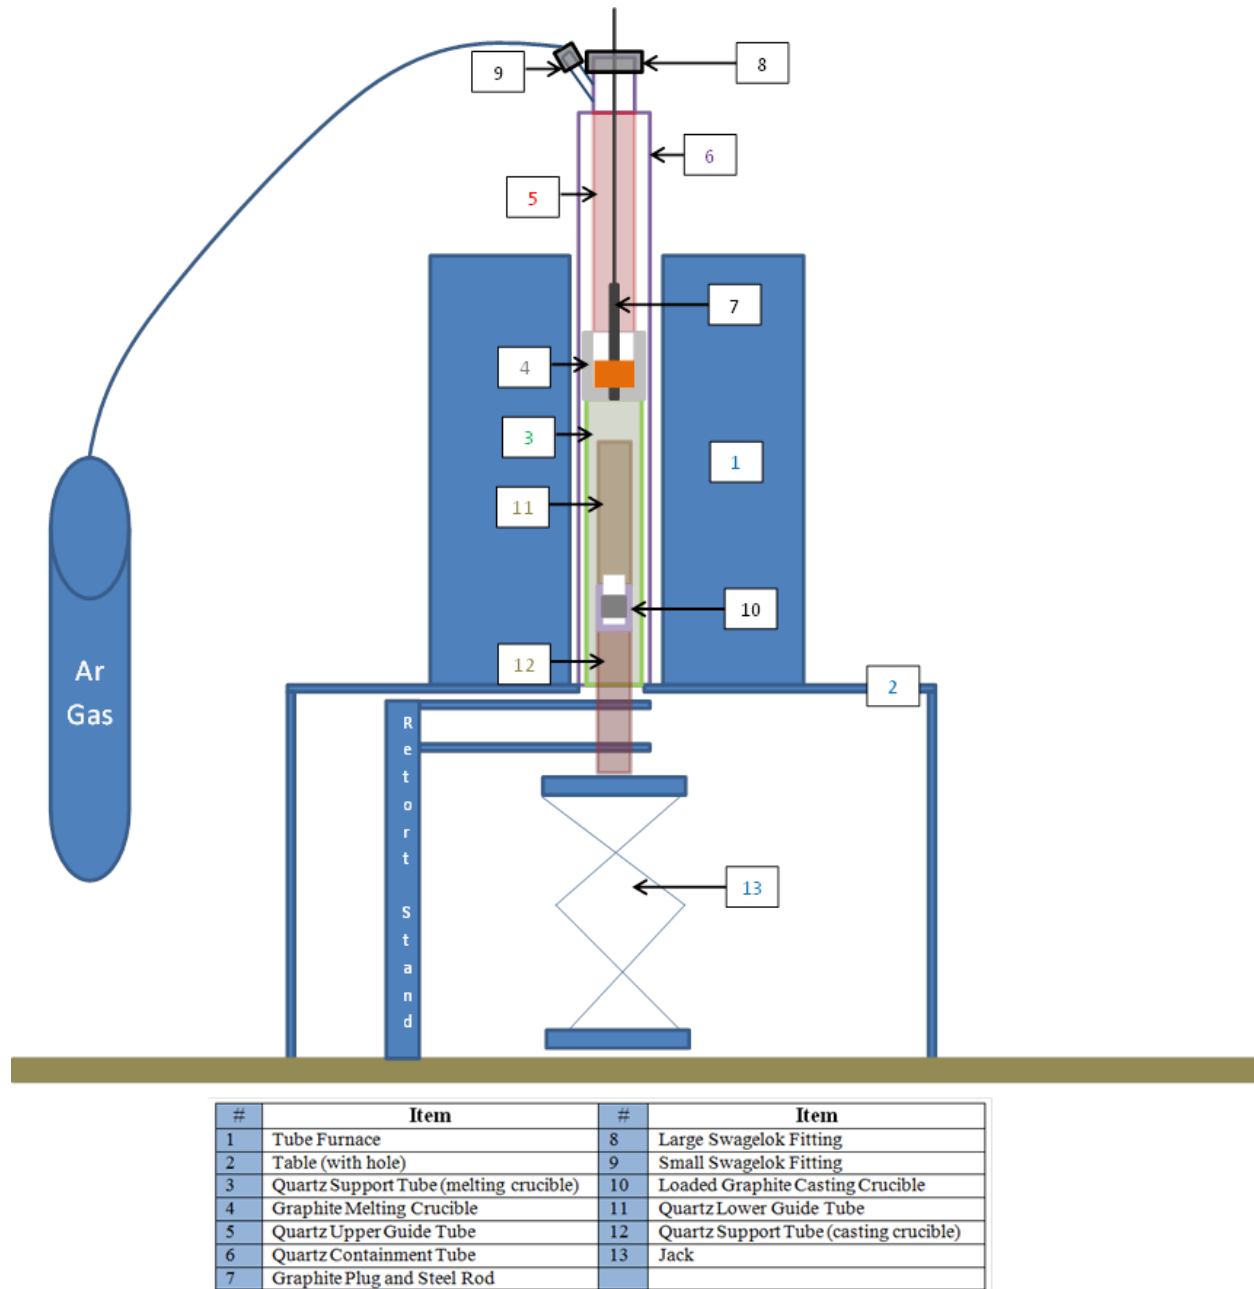 9
8
6
5
7
4
3
1
11
10
12
2
Ar
Gas
Retort Stand
13
# Item # Item
1 Tube Furnace 8 Large Swagelok Fitting
2 Table (with hole) 9 Small Swagelok Fitting
3 Quartz Support Tube (melting crucible) 10 Loaded Graphite Casting Crucible
4 Graphite Melting Crucible 11 Quartz Lower Guide Tube
5 Quartz Upper Guide Tube 12 Quartz Support Tube (casting crucible)
6 Quartz Containment Tube 13 Jack
7 Graphite Plug and Steel Rod